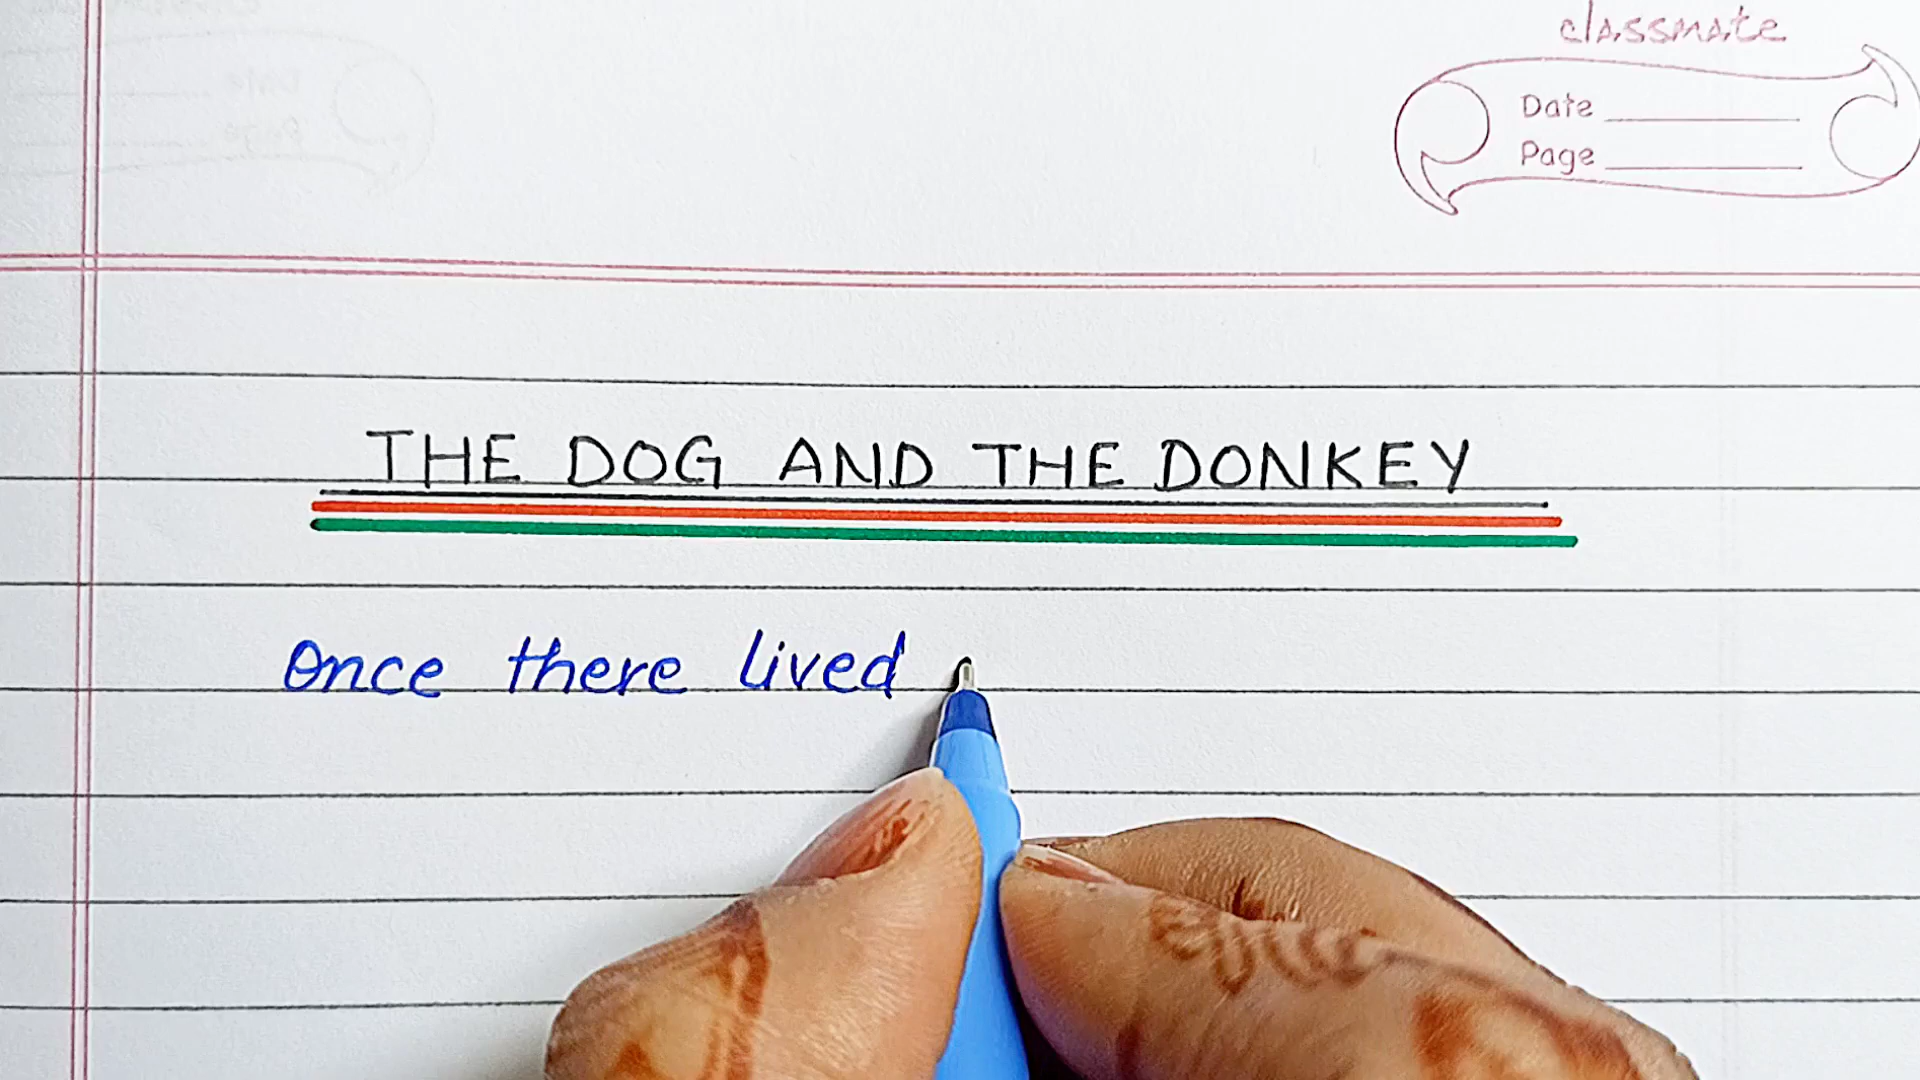 classmate
Date
Page
THE DOG AND THE DONKEY
Once there lived